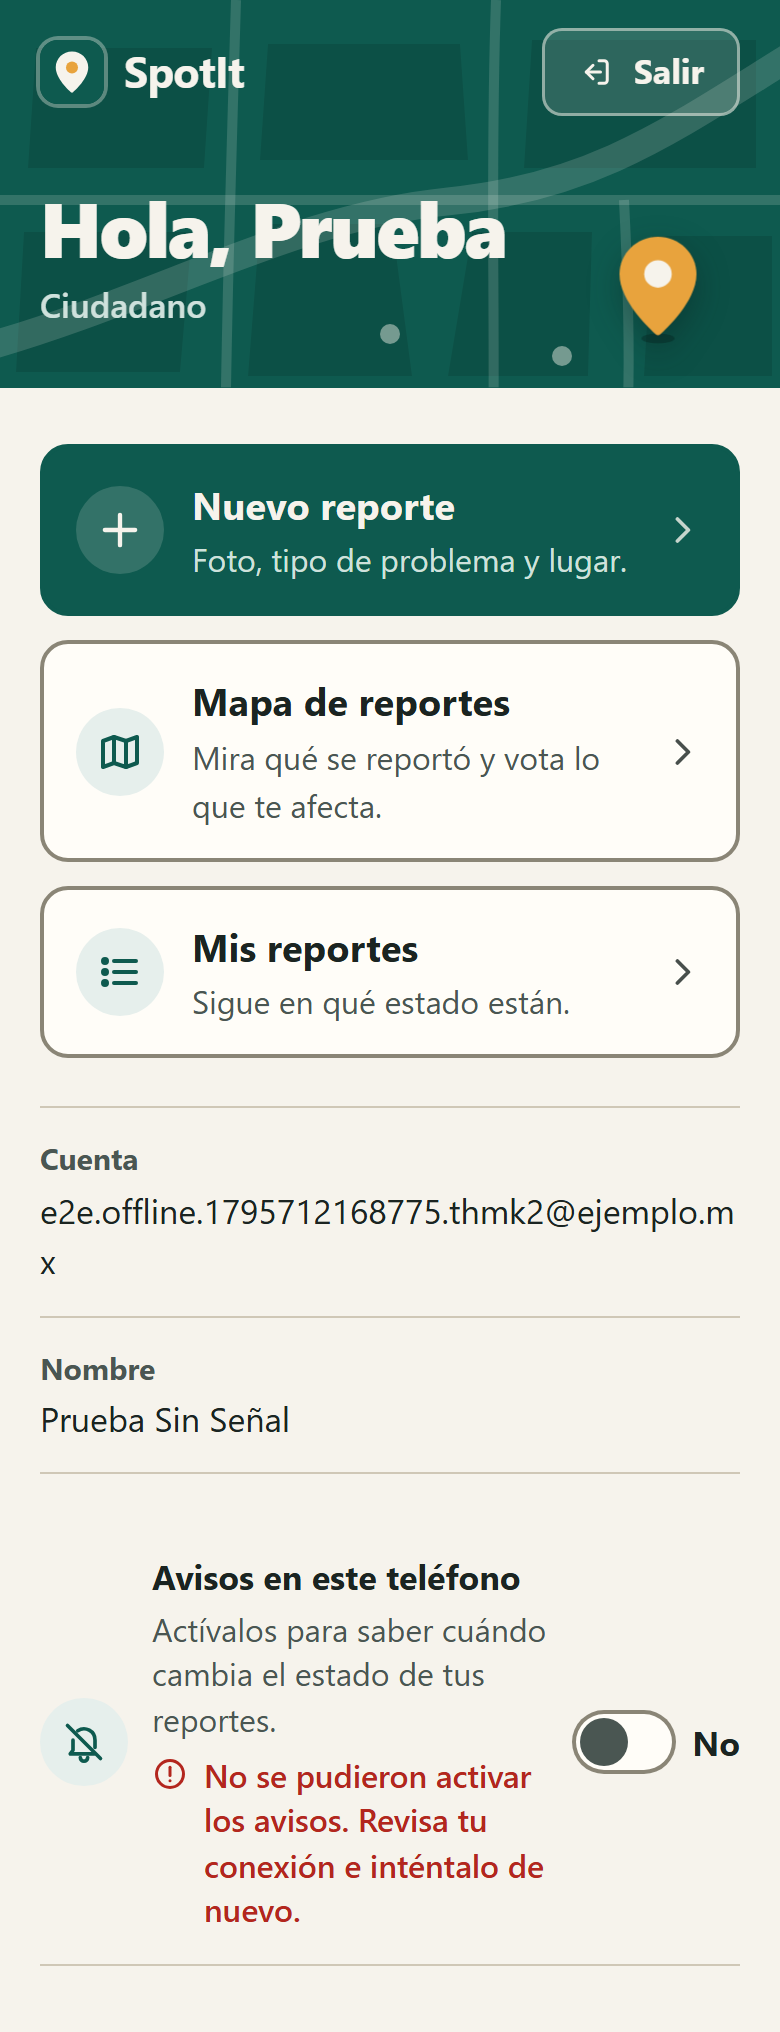 SpotIt
Salir
Hola, Prueba
Ciudadano
Nuevo reporte
Foto, tipo de problema y lugar.
Mapa de reportes
Mira qué se reportó y vota lo
que te afecta.
Mis reportes
Sigue en qué estado están.
Cuenta
e2e.offline.1795712168775.thmk2@ejemplo.m
x
Nombre
Prueba Sin Señal
Avisos en este teléfono
Actívalos para saber cuándo
cambia el estado de tus
reportes.
No se pudieron activar
los avisos. Revisa tu
conexión e inténtalo de
nuevo.
No